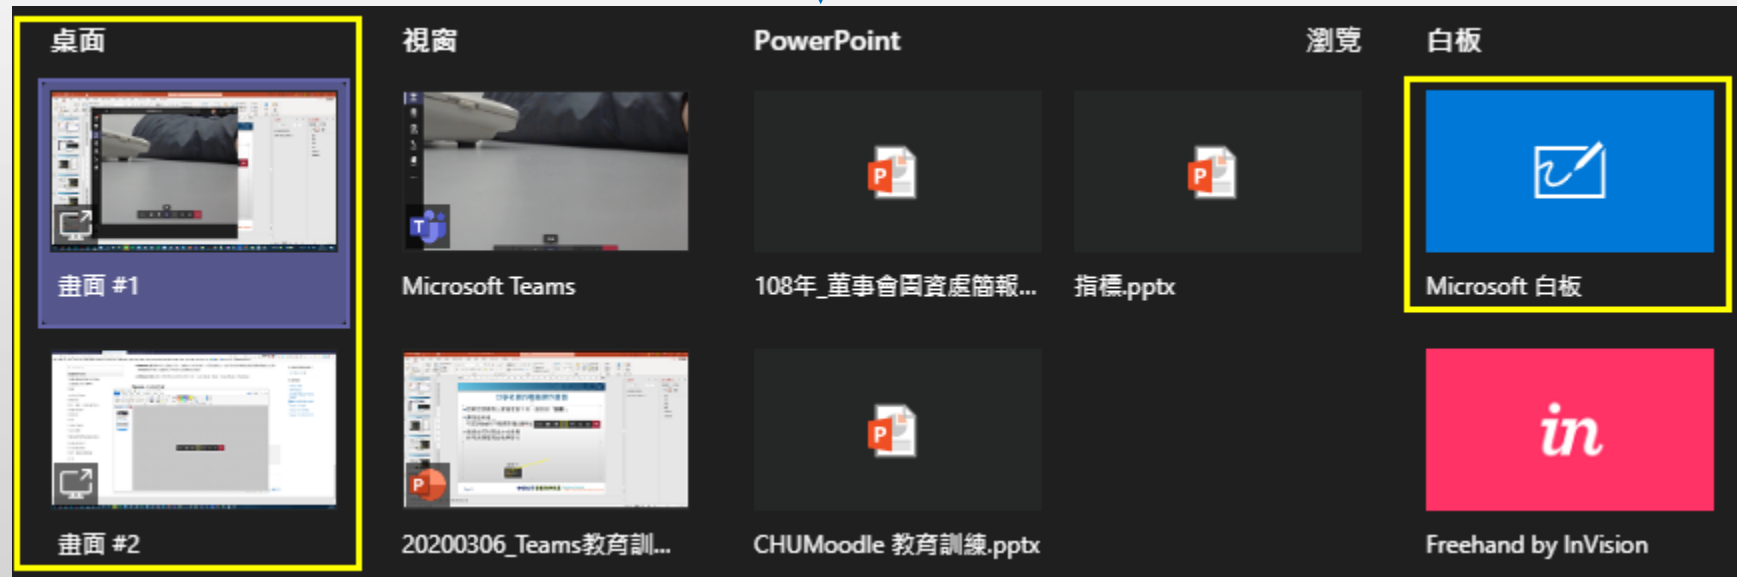 桌面
視窗
PowerPoint
瀏覽
白板
畫面 #1
Microsoft Teams
108年_董事會圖資處簡報...
指標.pptx
Microsoft 白板
畫面 #2
20200306_Teams教育訓...
CHUMoodle 教育訓練.pptx
in
Freehand by InVision